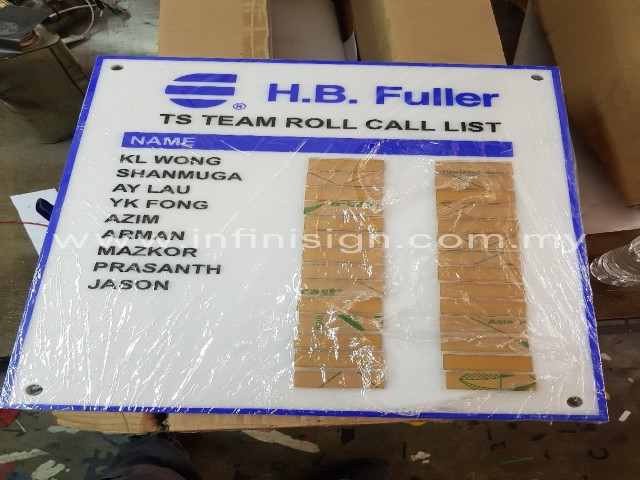 H.B. Fuller
®
TS TEAM ROLL CALL LIST
NAME
KL WONG
SHANMUGA
AY LAU
YK FONG
AZIM
ARMAN
MAZKOR
PRASANTH
JASON
www.infinisign.com.my